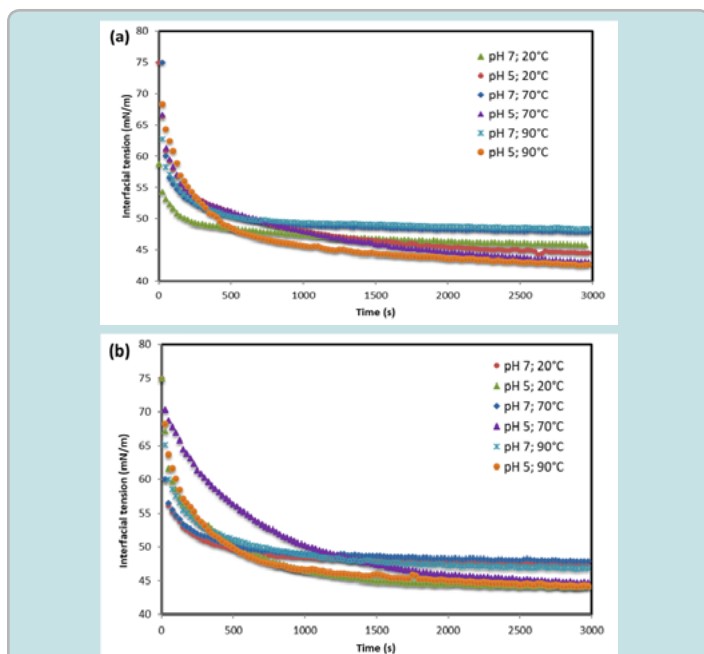 (a)
80
75
70
65
60
55
50
45
40
Interfacial tension (mN/m)
pH 7; 20°C
pH 5; 20°C
pH 7; 70°C
pH 5; 70°C
pH 7; 90°C
pH 5; 90°C
0 500 1000 1500 2000 2500 3000
Time (s)
(b)
80
75
70
65
60
55
50
45
40
Interfacial tension (mN/m)
pH 7; 20°C
pH 5; 20°C
pH 7; 70°C
pH 5; 70°C
pH 7; 90°C
pH 5; 90°C
0 500 1000 1500 2000 2500 3000
Time (s)